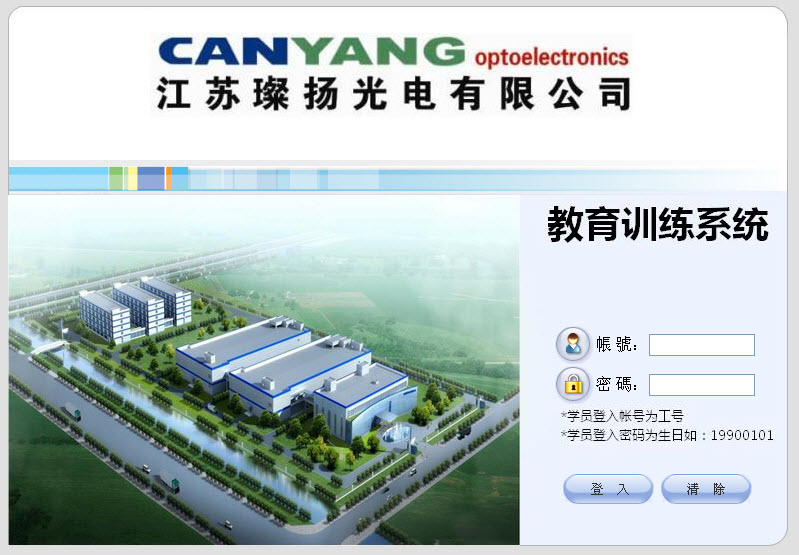 CANYANG optoelectronics
江苏璨扬光电有限公司
教育训练系统
帳 號：
密 碼：
*学员登入帐号为工号
*学员登入密码为生日如：19900101
登 入
清 除